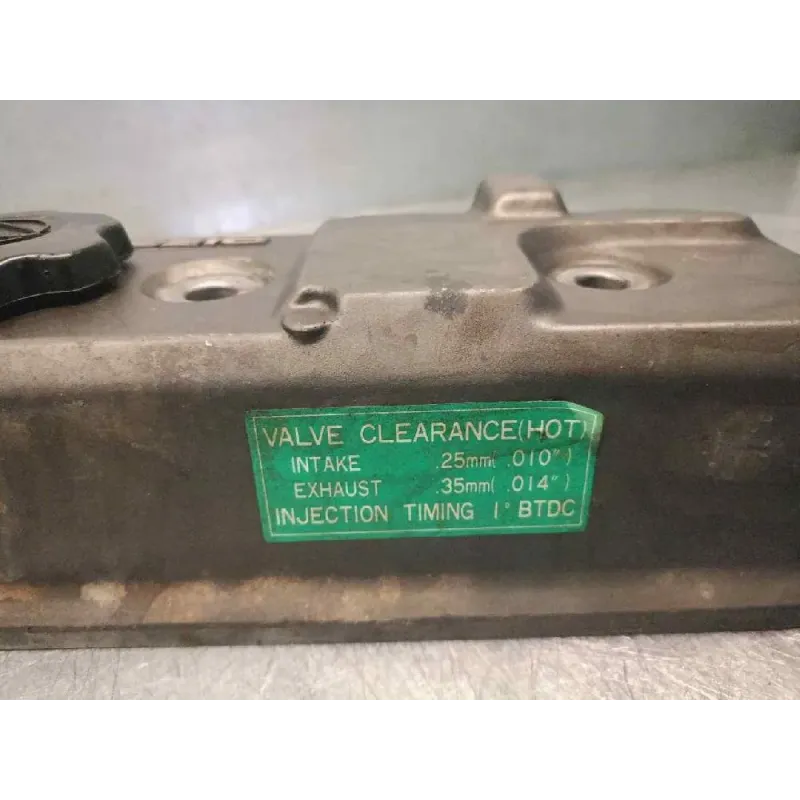 VALVE CLEARANCE(HOT)
INTAKE .25mm( .010")
EXHAUST .35mm( .014")
INJECTION TIMING 1° BTDC